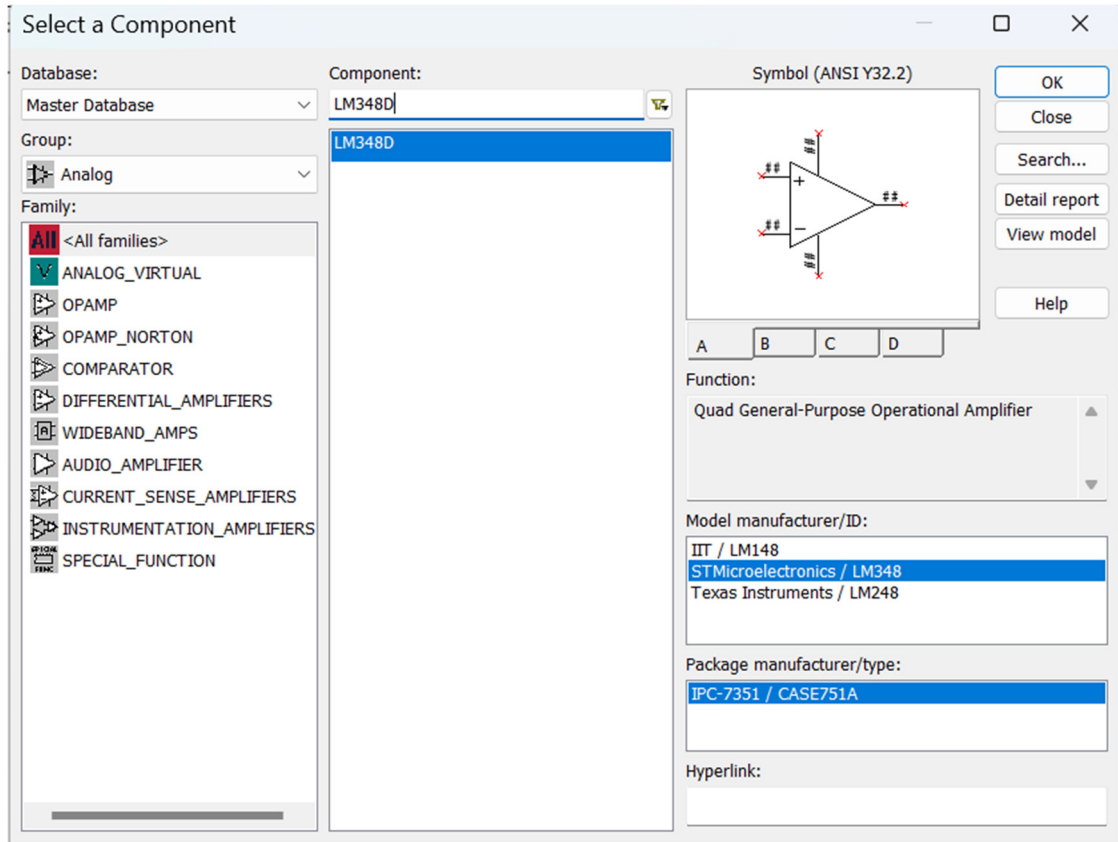 Select a Component
Database:
Master Database
Group:
Analog
Family:
All <All families>
ANALOG_VIRTUAL
OPAMP
OPAMP_NORTON
COMPARATOR
DIFFERENTIAL_AMPLIFIERS
WIDEBAND_AMPS
AUDIO_AMPLIFIER
CURRENT_SENSE_AMPLIFIERS
INSTRUMENTATION_AMPLIFIERS
SPECIAL_FUNCTION
Component:
LM348D
LM348D
Symbol (ANSI Y32.2)
##
##
+
##
##
−
##
A
B
C
D
Function:
Quad General-Purpose Operational Amplifier
Model manufacturer/ID:
IIT / LM148
STMicroelectronics / LM348
Texas Instruments / LM248
Package manufacturer/type:
IPC-7351 / CASE751A
Hyperlink:
OK
Close
Search...
Detail report
View model
Help